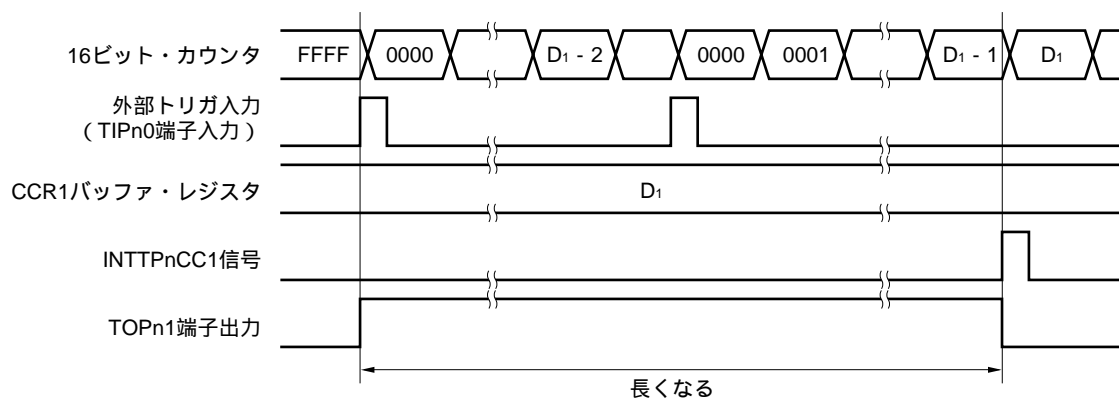 16ビット・カウンタ FFFF 0000 D1 - 2 0000 0001 D1 - 1 D1
外部トリガ入力
(TIPn0端子入力)
CCR1バッファ・レジスタ D1
INTTPnCC1信号
TOPn1端子出力
長くなる